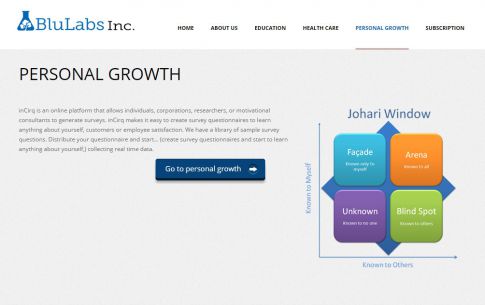 BluLabs Inc.
HOME ABOUT US EDUCATION HEALTH CARE PERSONAL GROWTH SUBSCRIPTION
PERSONAL GROWTH
inCirq is an online platform that allows individuals, corporations, researchers, or motivational
consultants to generate surveys. inCirq makes it easy to create survey questionnaires to learn
anything about yourself, customers or employee satisfaction. We have a library of sample survey
questions. Distribute your questionnaire and start... (create survey questionnaires and start to learn
anything about yourself,) collecting real time data.
Go to personal growth
Johari Window
Known to Myself
Façade
Known only to
myself
Arena
Known to all
Unknown
Known to no one
Blind Spot
Known to others
Known to Others